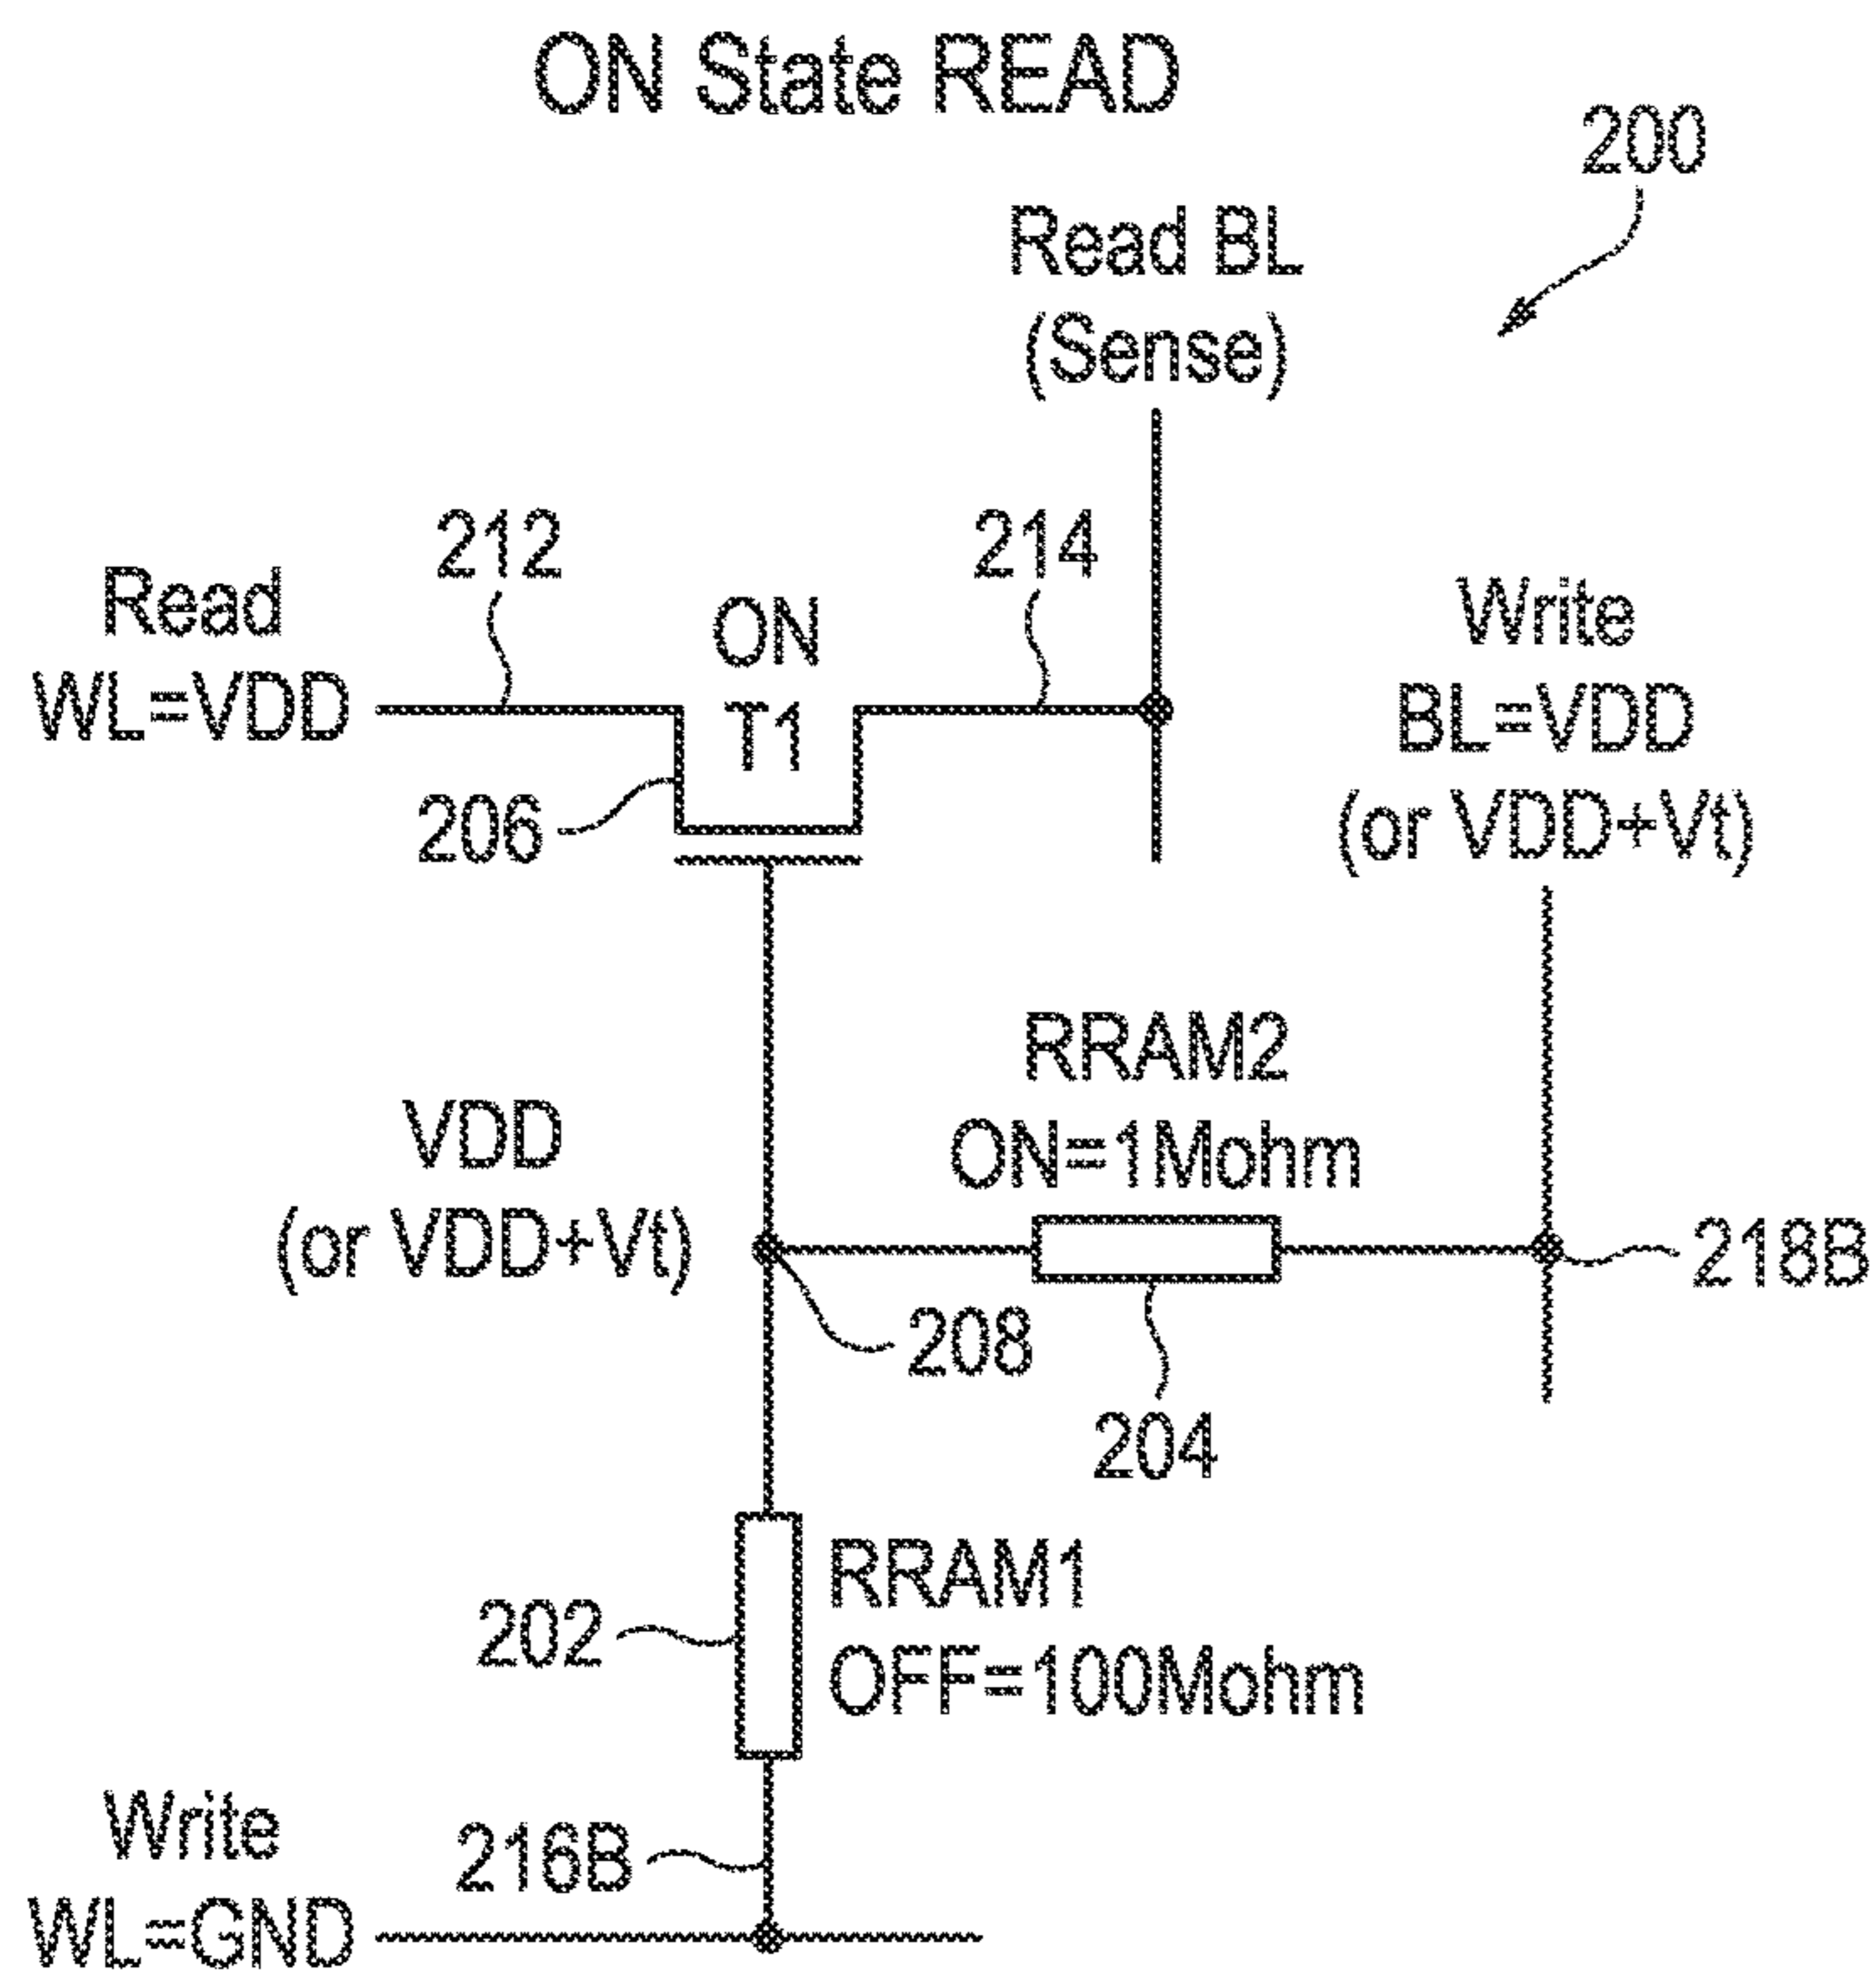 ON State READ
200
Read BL
(Sense)
212
214
Read
WL=VDD
ON
T1
Write
BL=VDD
(or VDD+Vt)
206
RRAM2
ON=1Mohm
VDD
(or VDD+Vt)
218B
208
204
RRAM1
OFF=100Mohm
202
Write
WL=GND
216B